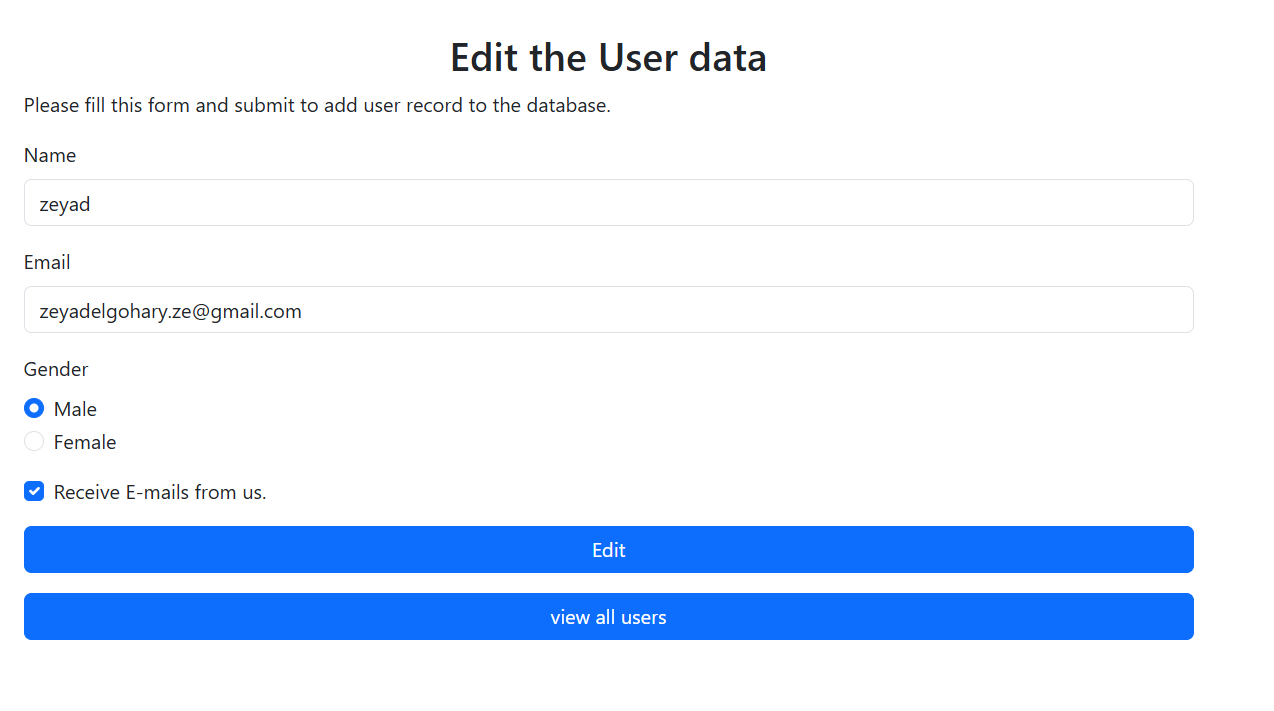 Edit the User data
Please fill this form and submit to add user record to the database.
Name
zeyad
Email
zeyadelgohary.ze@gmail.com
Gender
Male
Female
Receive E-mails from us.
Edit
view all users